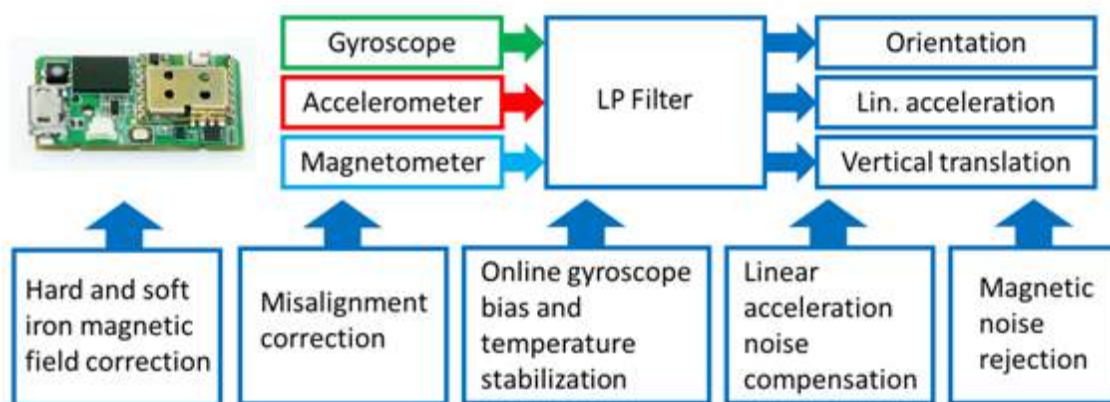 Gyroscope
Accelerometer
Magnetometer
LP Filter
Orientation
Lin. acceleration
Vertical translation
Hard and soft
iron magnetic
field correction
Misalignment
correction
Online gyroscope
bias and
temperature
stabilization
Linear
acceleration
noise
compensation
Magnetic
noise
rejection